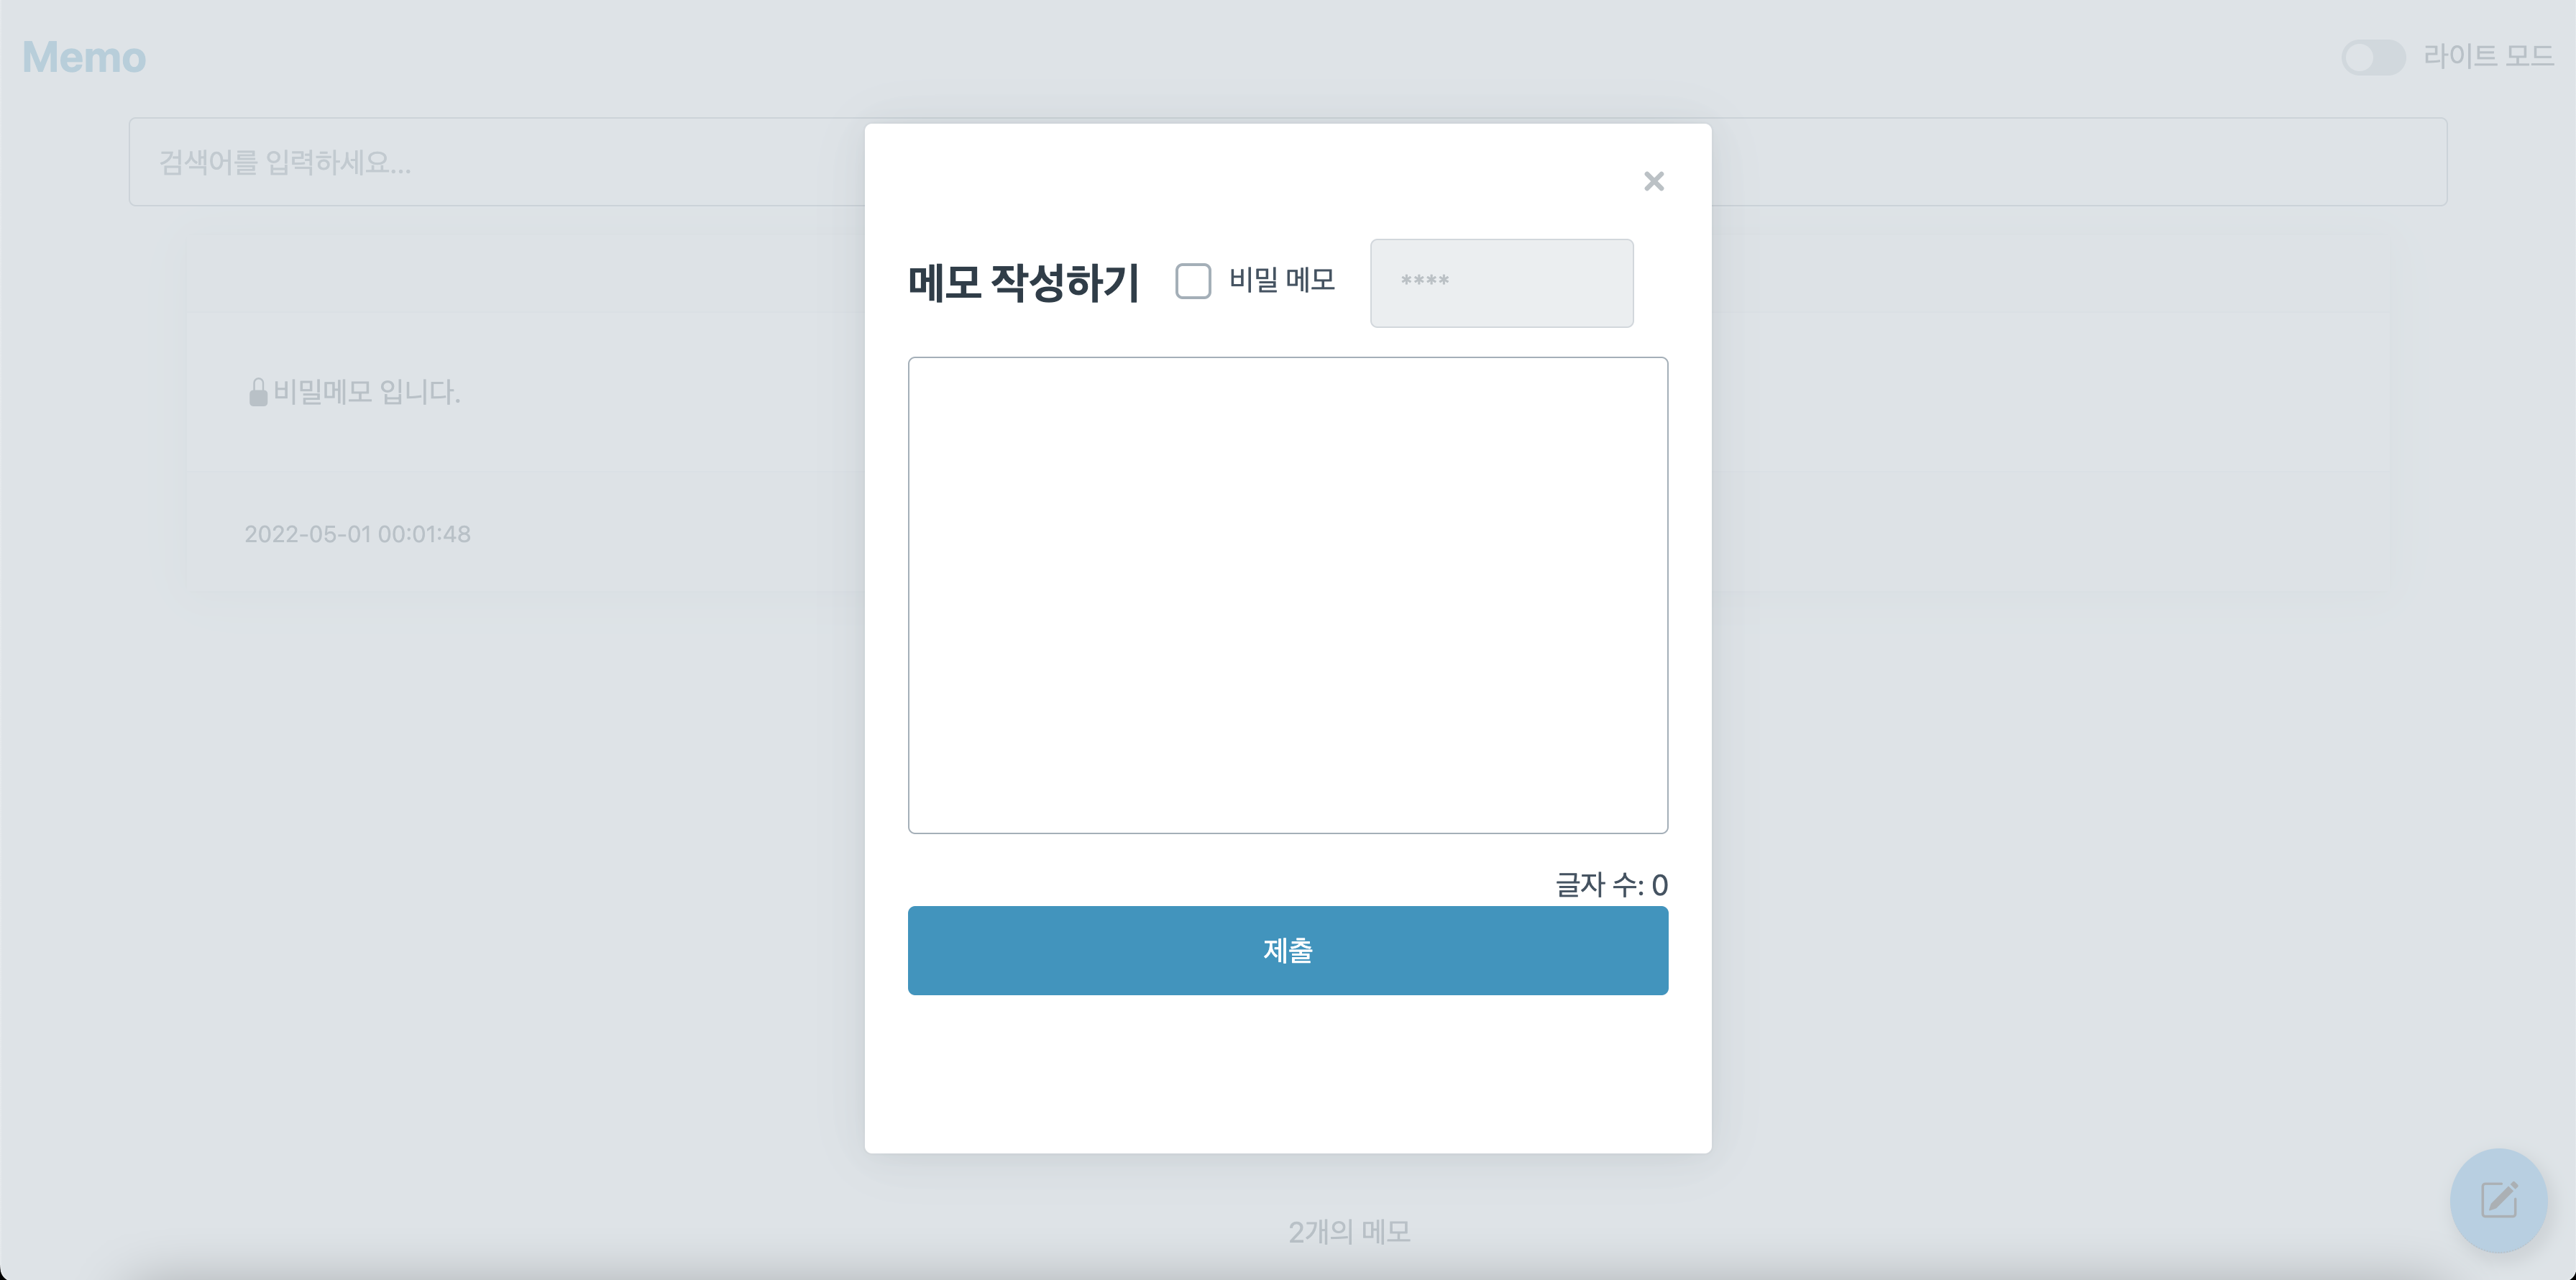 Memo
라이트 모드
검색어를 입력하세요...
메모 작성하기
비밀 메모
****
비밀메모 입니다.
2022-05-01 00:01:48
글자 수: 0
제출
2개의 메모